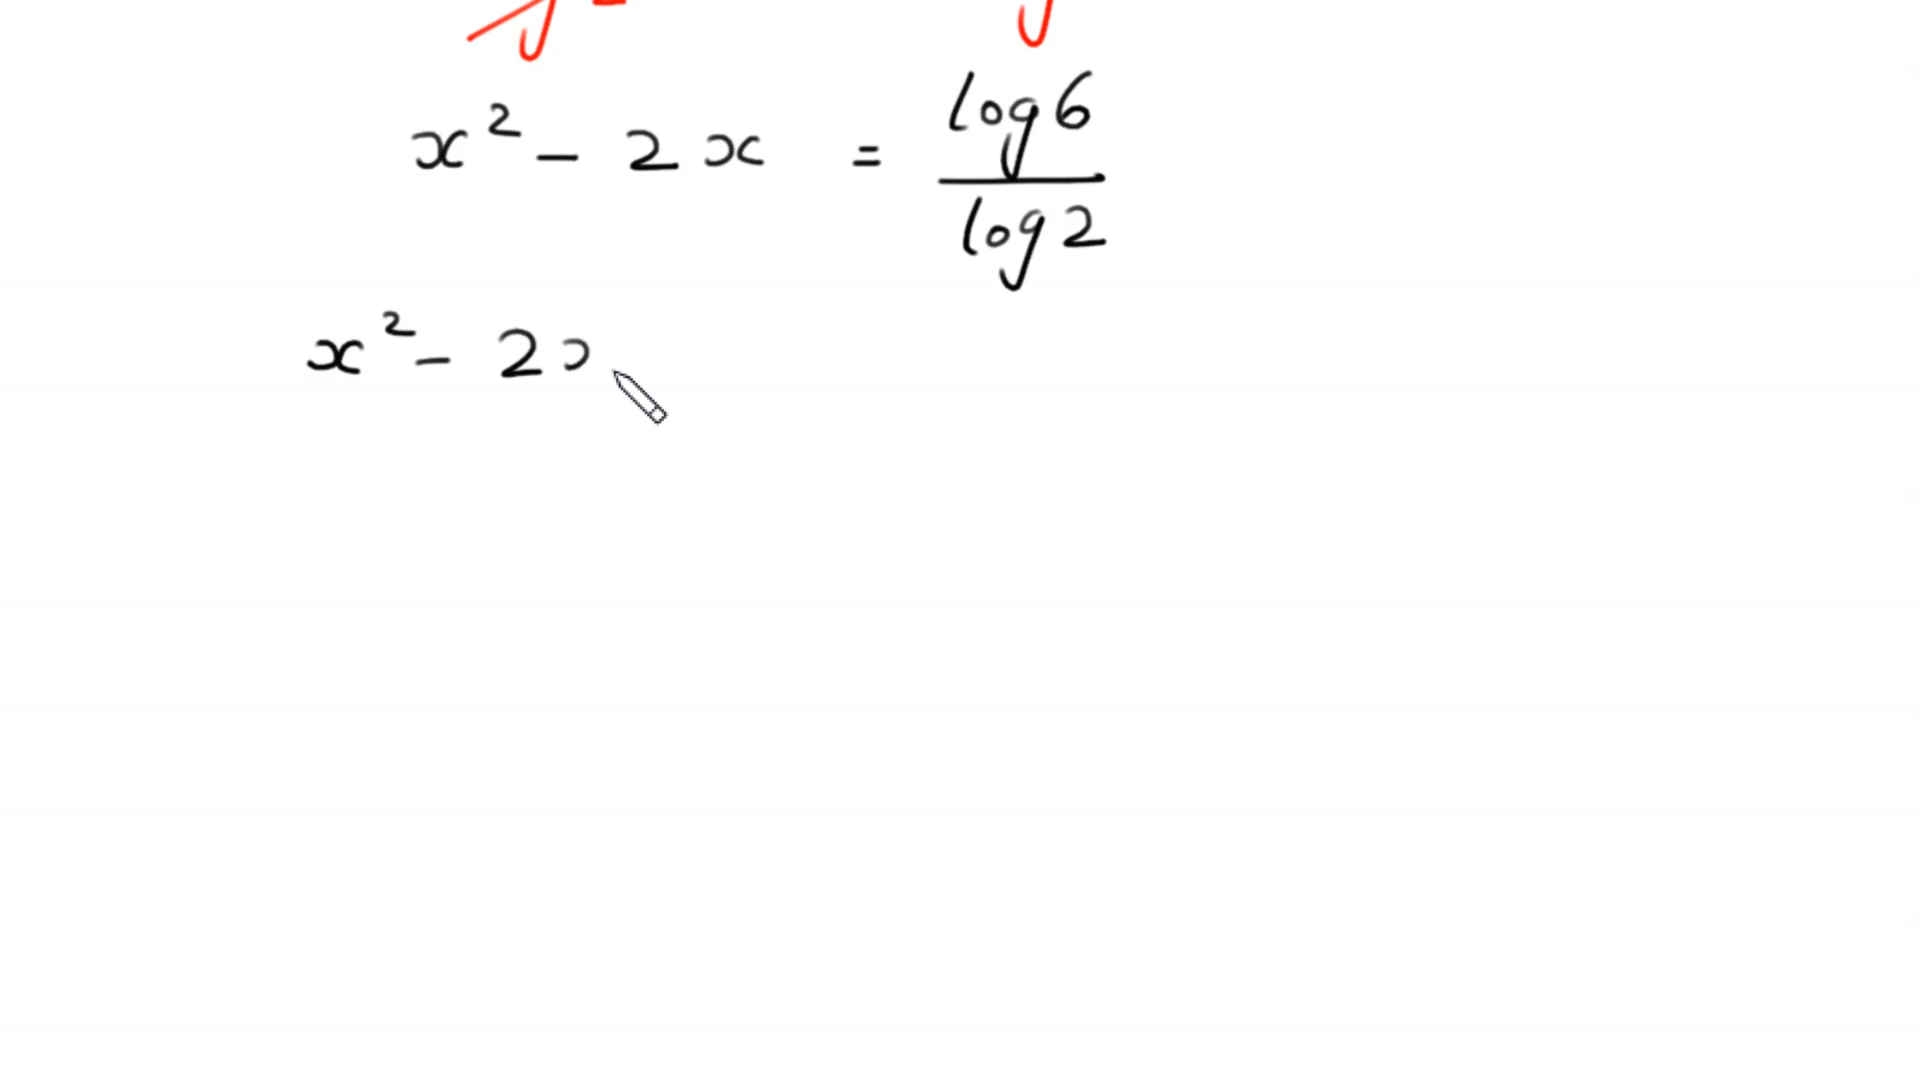 x² - 2x = log6/log2
x² - 2